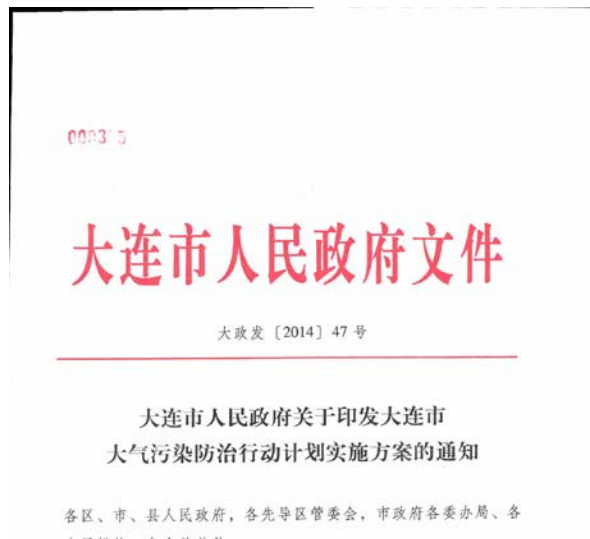 大连市人民政府文件
大政发〔2014〕47 号
大连市人民政府关于印发大连市
大气污染防治行动计划实施方案的通知
各区、市、县人民政府，各先导区管委会，市政府各委办局、各